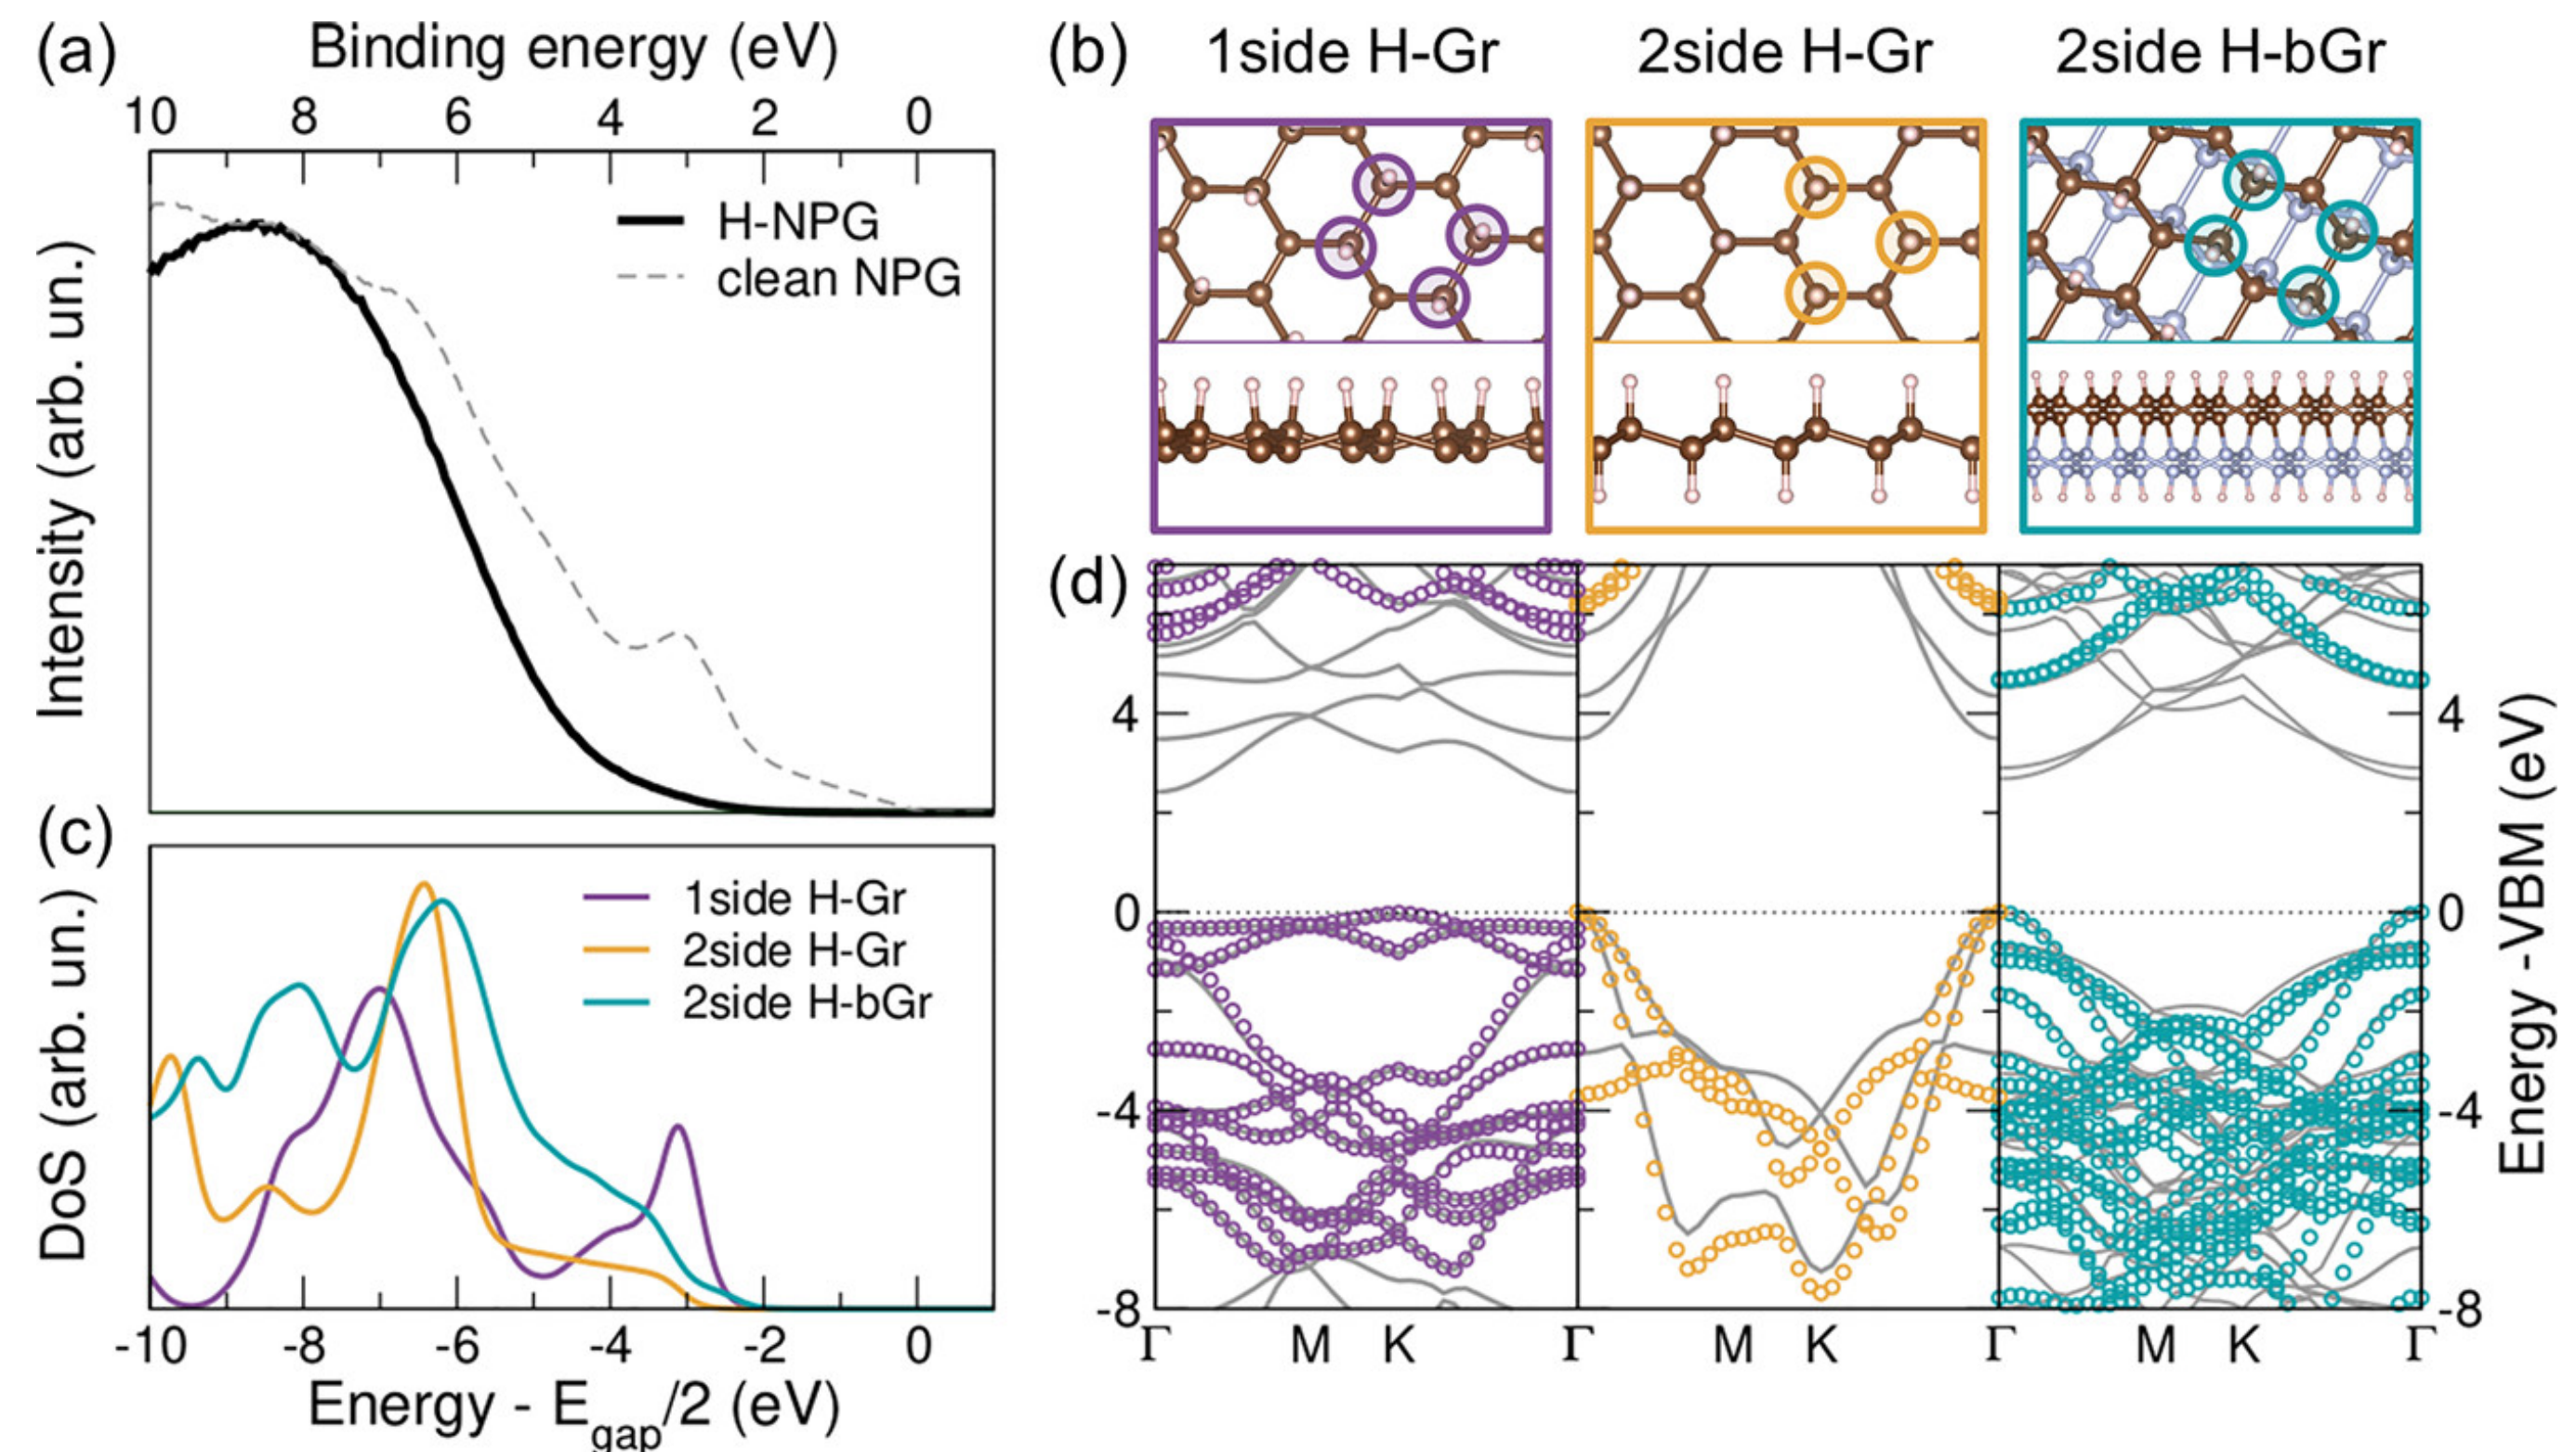 (a)
Binding energy (eV)
10 8 6 4 2 0
H-NPG
clean NPG
Intensity (arb. un.)
(b)
1side H-Gr 2side H-Gr 2side H-bGr
(c)
1side H-Gr
2side H-Gr
2side H-bGr
DoS (arb. un.)
-10 -8 -6 -4 -2 0
Energy - Egap/2 (eV)
(d)
4 4
0 0
-4 -4
-8 -8
Γ M K Γ M K Γ M K Γ
Energy -VBM (eV)